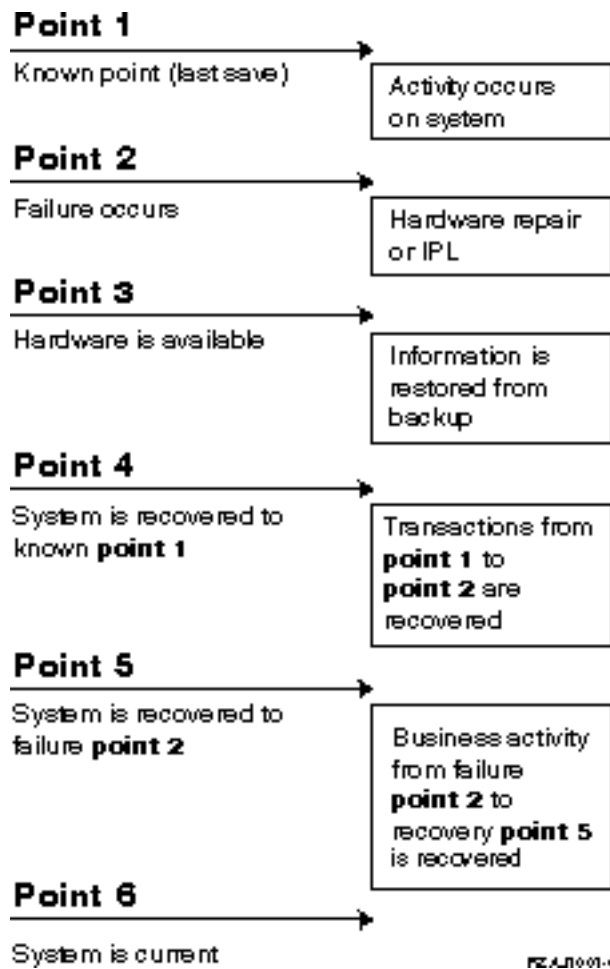 Point 1
Known point (last save)
Activity occurs
on system
Point 2
Failure occurs
Hardware repair
or IPL
Point 3
Hardware is available
Information is
restored from
backup
Point 4
System is recovered to
known point 1
Transactions from
point 1 to
point 2 are
recovered
Point 5
System is recovered to
failure point 2
Business activity
from failure
point 2 to
recovery point 5
is recovered
Point 6
System is current